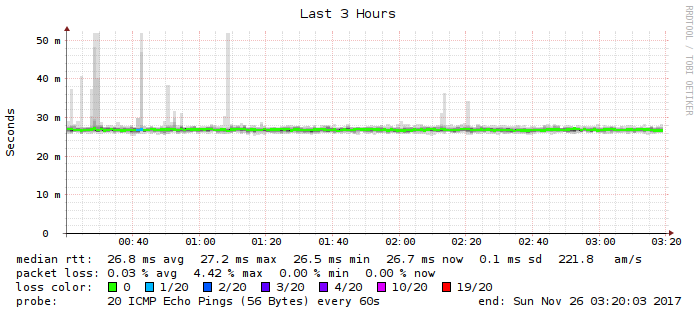 Last 3 Hours
RRDTOOL / TOBI OETIKER
Seconds
50 m
40 m
30 m
20 m
10 m
0
00:40 01:00 01:20 01:40 02:00 02:20 02:40 03:00 03:20
median rtt: 26.8 ms avg 27.2 ms max 26.5 ms min 26.7 ms now 0.1 ms sd 221.8 am/s
packet loss: 0.03 % avg 4.42 % max 0.00 % min 0.00 % now
loss color: 0 1/20 2/20 3/20 4/20 10/20 19/20
probe: 20 ICMP Echo Pings (56 Bytes) every 60s end: Sun Nov 26 03:20:03 2017